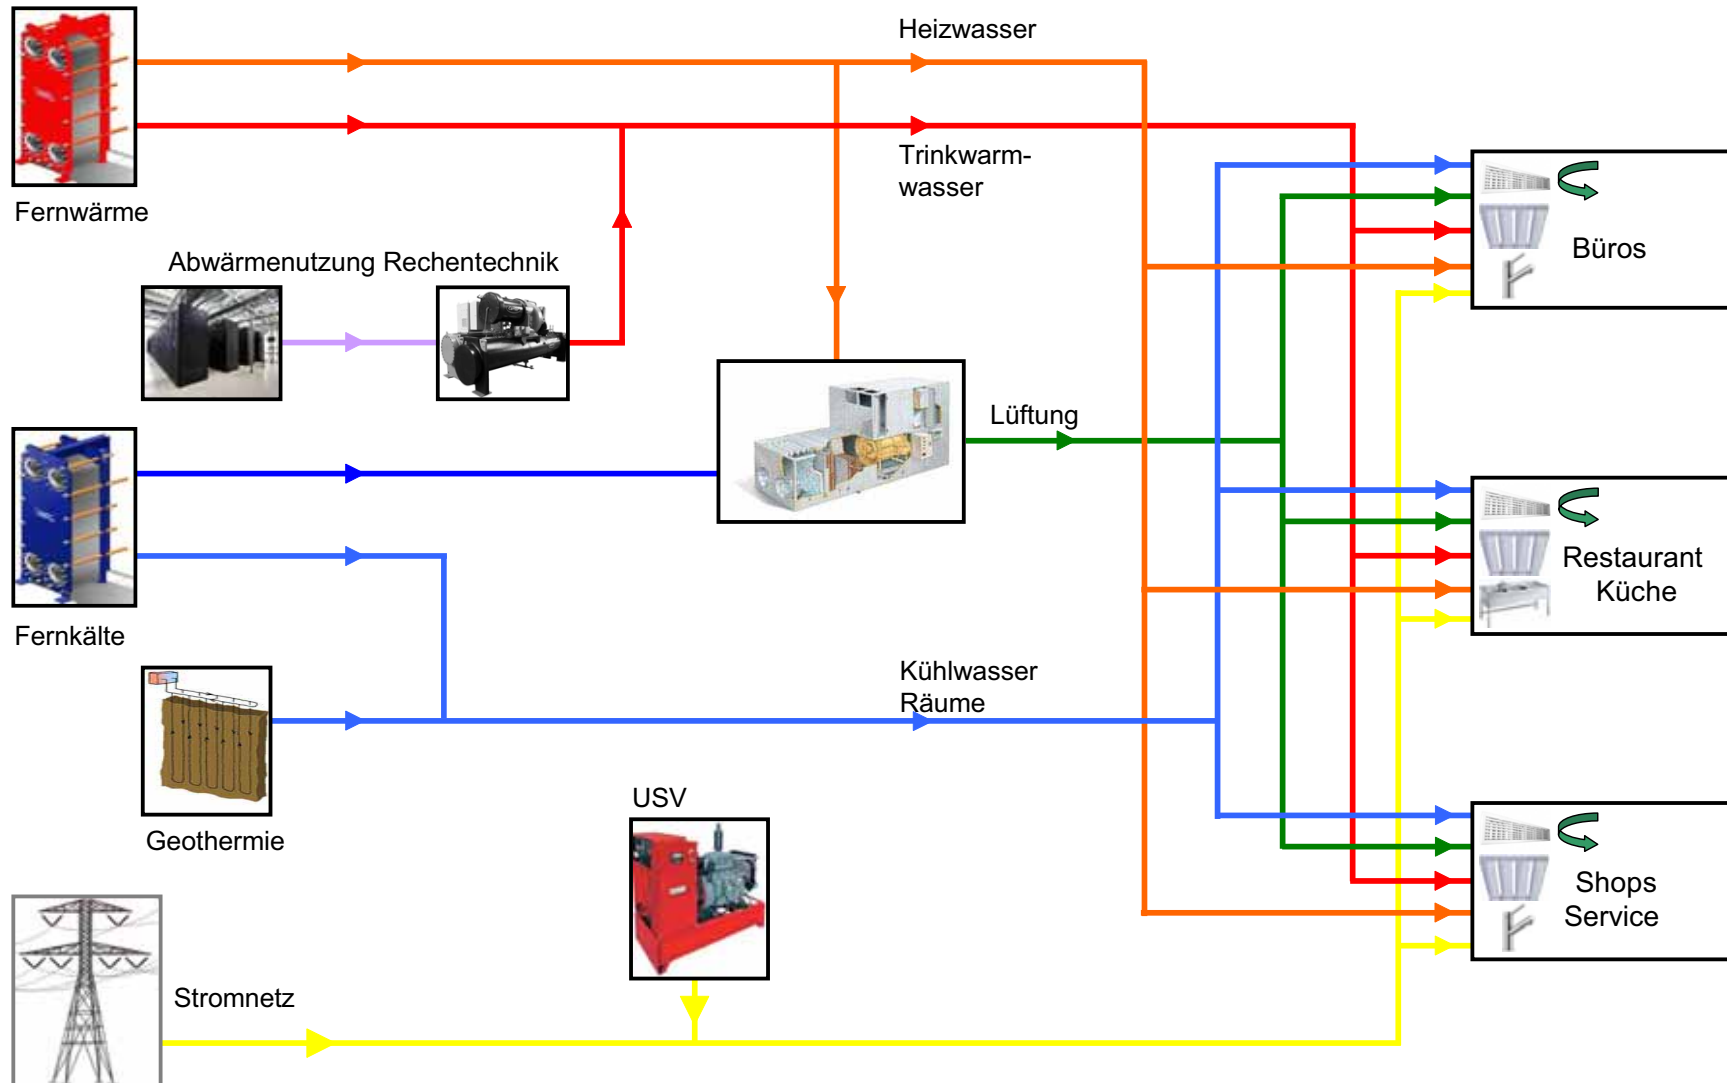 Heizwasser
Trinkwarm-
wasser
Fernwärme
Abwärmenutzung Rechentechnik
Büros
Lüftung
Fernkälte
Restaurant
Küche
Kühlwasser
Räume
USV
Geothermie
Shops
Service
Stromnetz